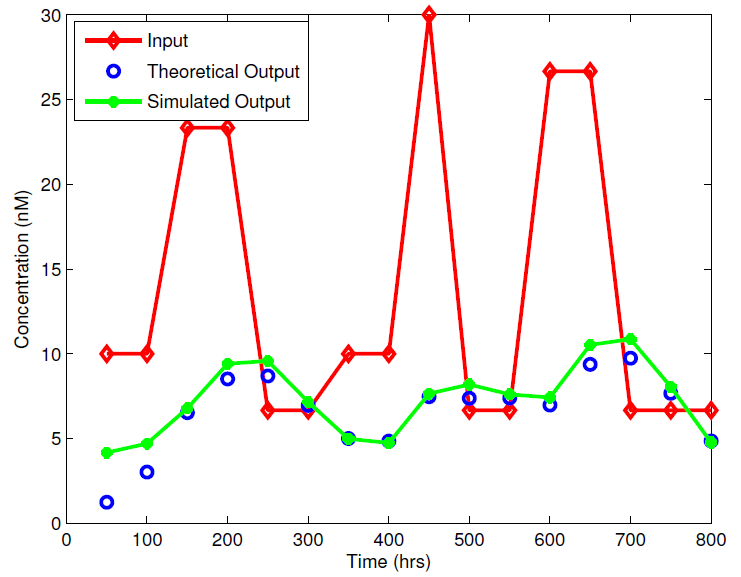 Input
Theoretical Output
Simulated Output
30
25
20
15
10
5
0
Concentration (nM)
0 100 200 300 400 500 600 700 800
Time (hrs)